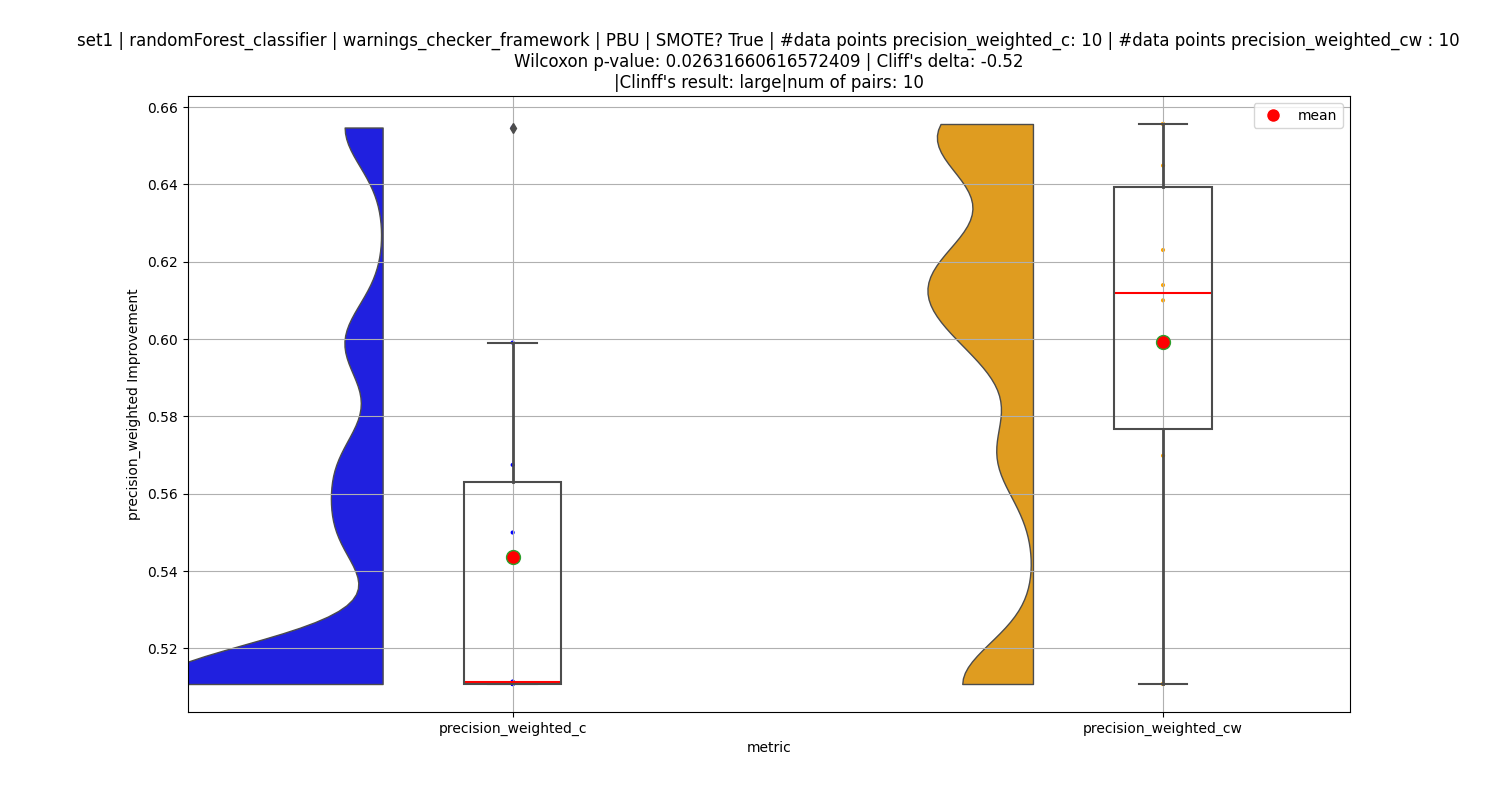 set1 | randomForest_classifier | warnings_checker_framework | PBU | SMOTE? True | #data points precision_weighted_c: 10 | #data points precision_weighted_cw : 10
Wilcoxon p-value: 0.02631660616572409 | Cliff's delta: -0.52
|Clinff's result: large|num of pairs: 10
mean
precision_weighted Improvement
0.66
0.64
0.62
0.60
0.58
0.56
0.54
0.52
precision_weighted_c
precision_weighted_cw
metric